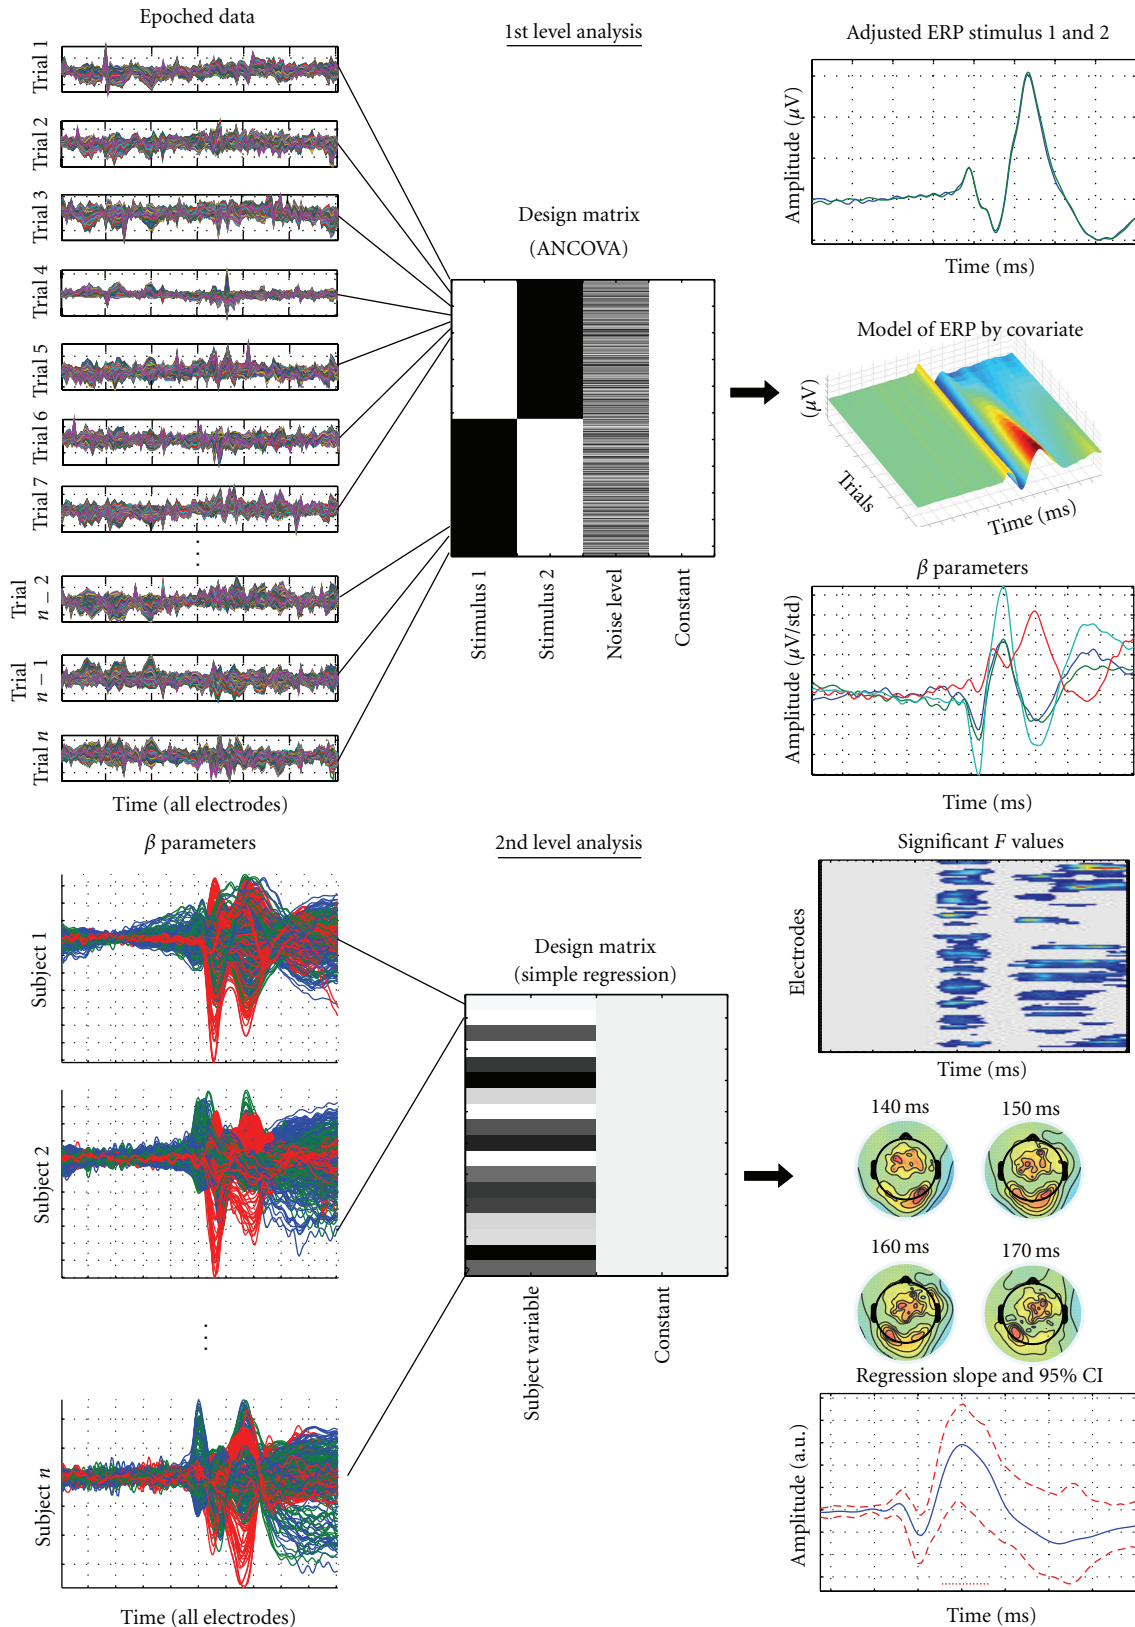 Epoched data
1st level analysis
Adjusted ERP stimulus 1 and 2
Trial 1
Trial 2
Trial 3
Trial 4
Trial 5
Trial 6
Trial 7
Trial
n − 2
Trial
n − 1
Trial n
Time (all electrodes)
Design matrix
(ANCOVA)
Stimulus 1
Stimulus 2
Noise level
Constant
Amplitude (μV)
Time (ms)
Model of ERP by covariate
(μV)
Trials
Time (ms)
β parameters
Amplitude (μV/std)
Time (ms)
β parameters
2nd level analysis
Significant F values
Subject 1
Subject 2
Subject n
Time (all electrodes)
Design matrix
(simple regression)
Subject variable
Constant
Electrodes
Time (ms)
140 ms
150 ms
160 ms
170 ms
Regression slope and 95% CI
Amplitude (a.u.)
Time (ms)